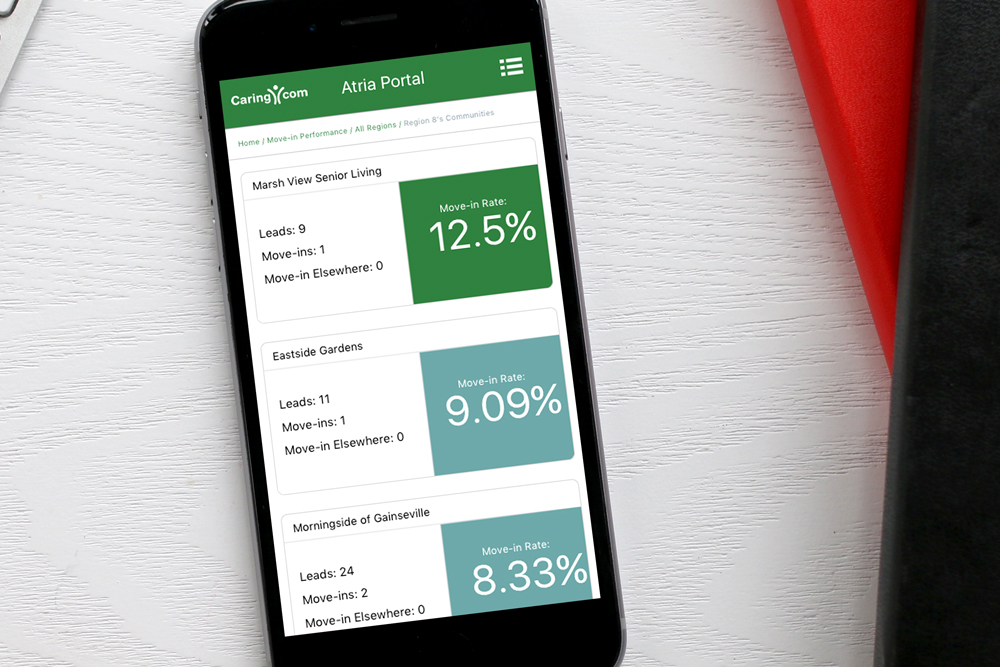 Caring.com
Atria Portal
Home / Move-in Performance / All Regions / Region 8's Communities
Marsh View Senior Living
Leads: 9
Move-ins: 1
Move-in Elsewhere: 0
Move-in Rate:
12.5%
Eastside Gardens
Leads: 11
Move-ins: 1
Move-in Elsewhere: 0
Move-in Rate:
9.09%
Morningside of Gainseville
Leads: 24
Move-ins: 2
Move-in Elsewhere: 0
Move-in Rate:
8.33%